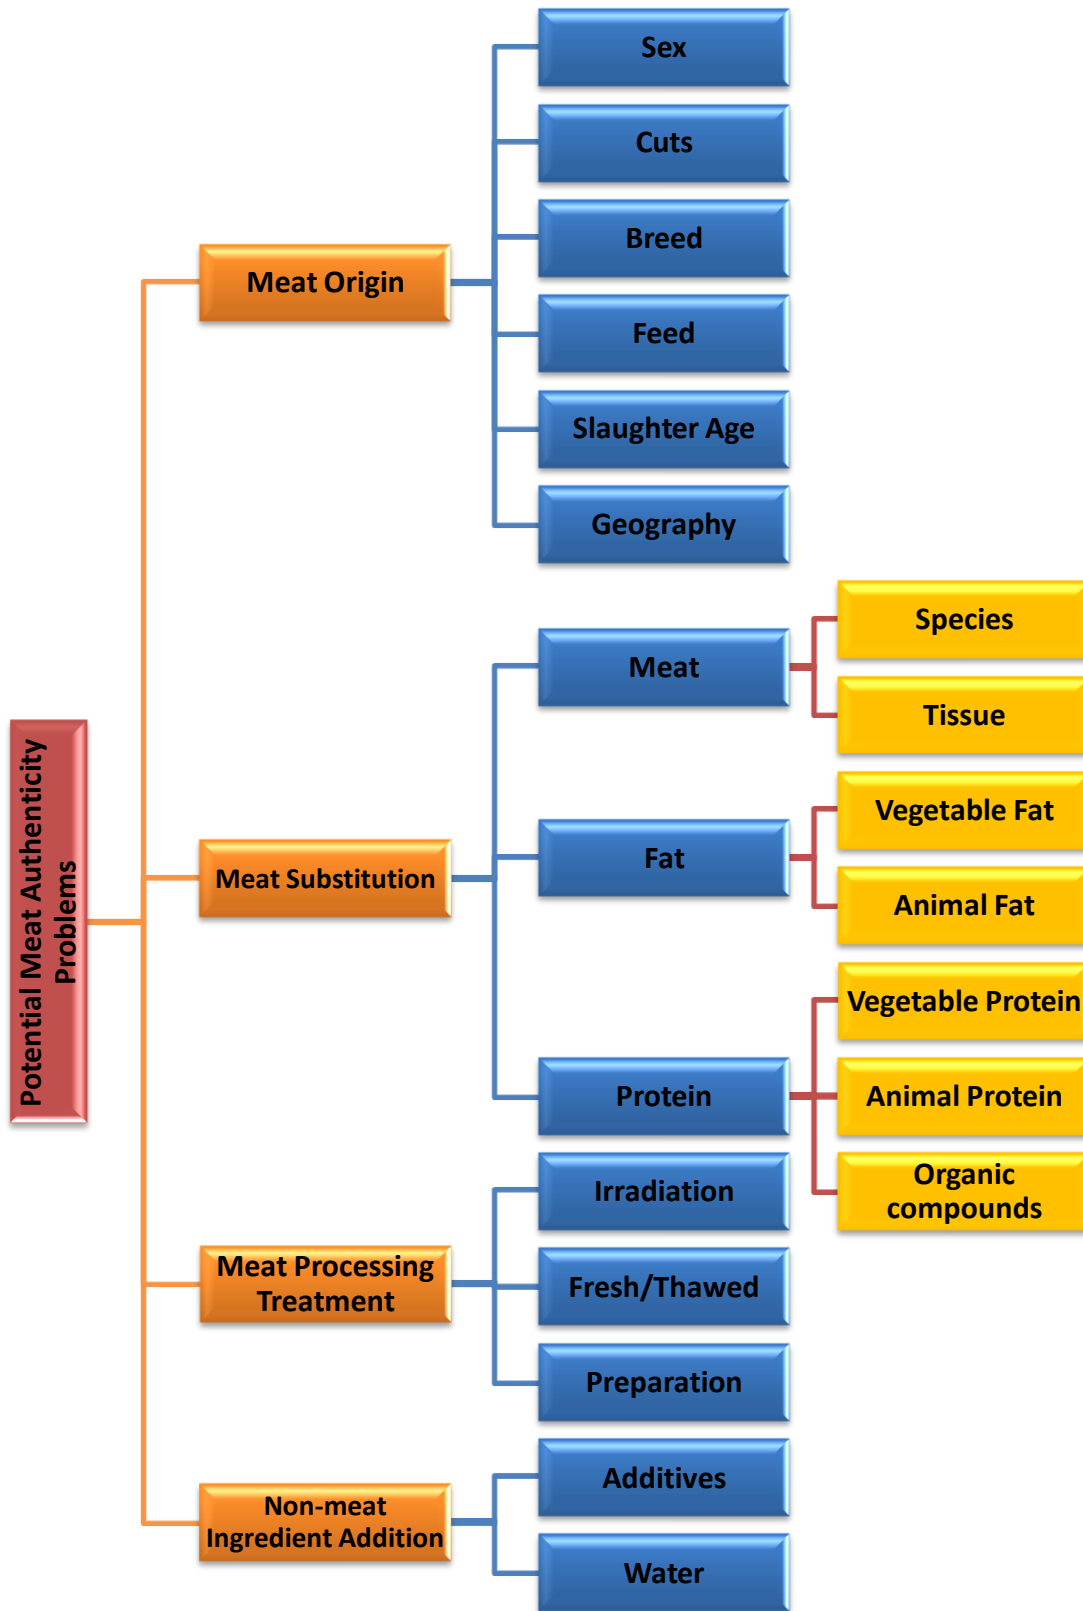 Potential Meat Authenticity
Problems
Meat Origin
Sex
Cuts
Breed
Feed
Slaughter Age
Geography
Meat Substitution
Meat
Species
Tissue
Fat
Vegetable Fat
Animal Fat
Protein
Vegetable Protein
Animal Protein
Organic
compounds
Meat Processing
Treatment
Irradiation
Fresh/Thawed
Preparation
Non-meat
Ingredient Addition
Additives
Water